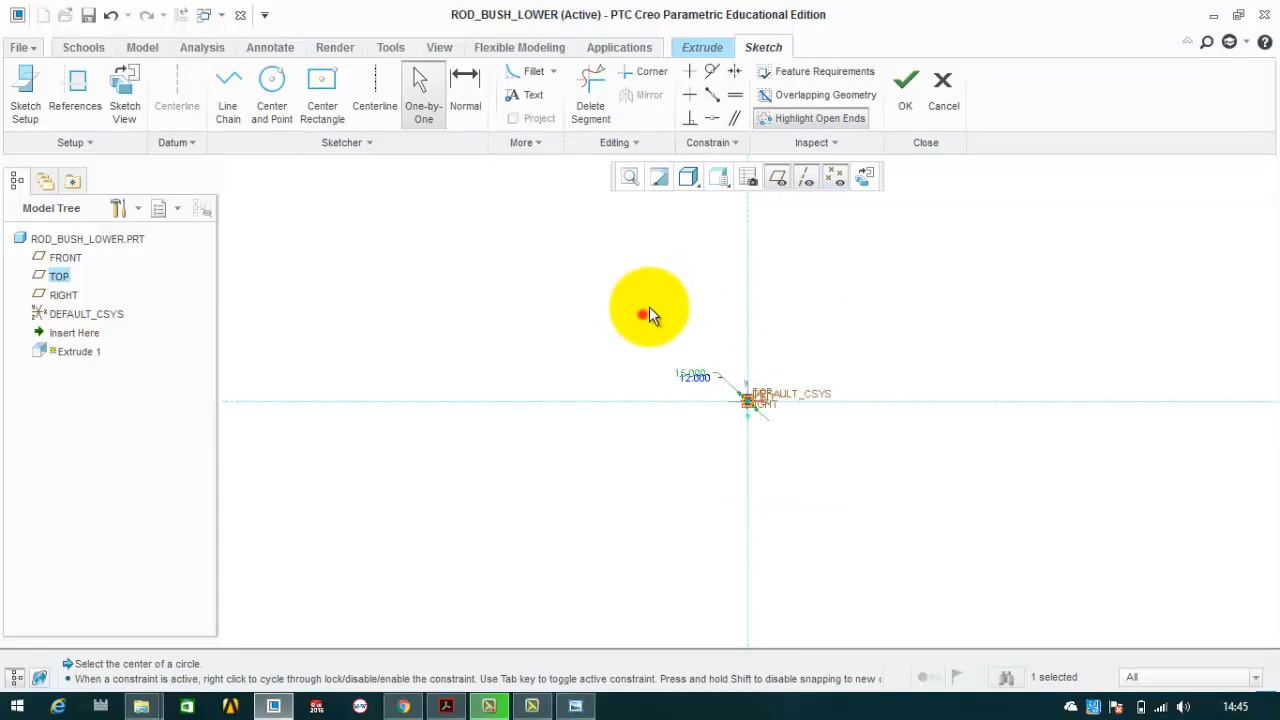 ROD_BUSH_LOWER (Active) - PTC Creo Parametric Educational Edition
File Schools Model Analysis Annotate Render Tools View Flexible Modeling Applications Extrude Sketch
Sketch Setup
References
Sketch View
Centerline
Line Chain
Center and Point
Center Rectangle
Centerline
One-by-One
Normal
Fillet
Text
Project
Delete Segment
Corner
Mirror
Feature Requirements
Overlapping Geometry
Highlight Open Ends
OK
Cancel
Setup Datum Sketcher More Editing Constrain Inspect Close
Model Tree
ROD_BUSH_LOWER.PRT
FRONT
TOP
RIGHT
DEFAULT_CSYS
Insert Here
Extrude 1
15.000
12.000
Select the center of a circle.
When a constraint is active, right click to cycle through lock/disable/enable the constraint. Use Tab key to toggle active constraint. Press and hold Shift to disable snapping to new
1 selected
All
14:45